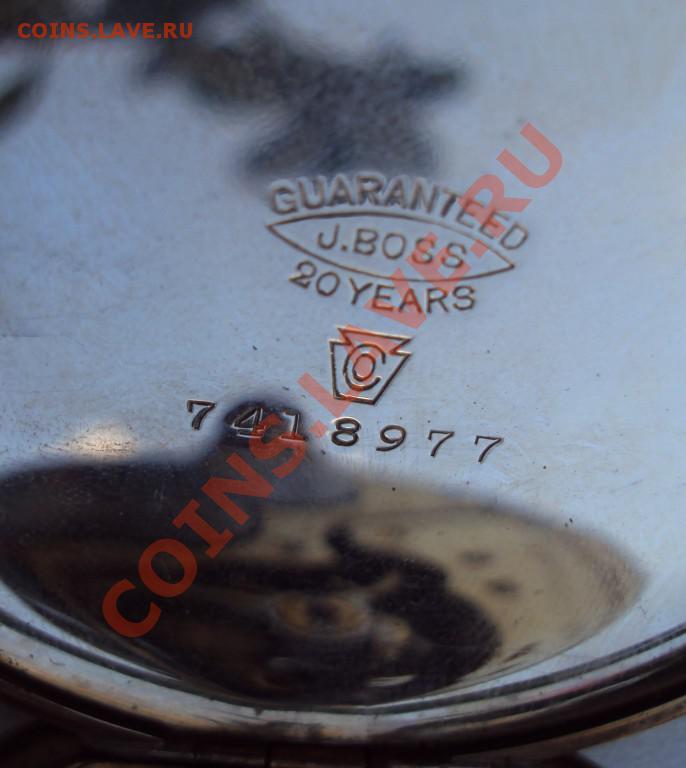 COINS.LAVE.RU
GUARANTEED
J.BOSS
20 YEARS
C
7418977
COINS.LAVE.RU